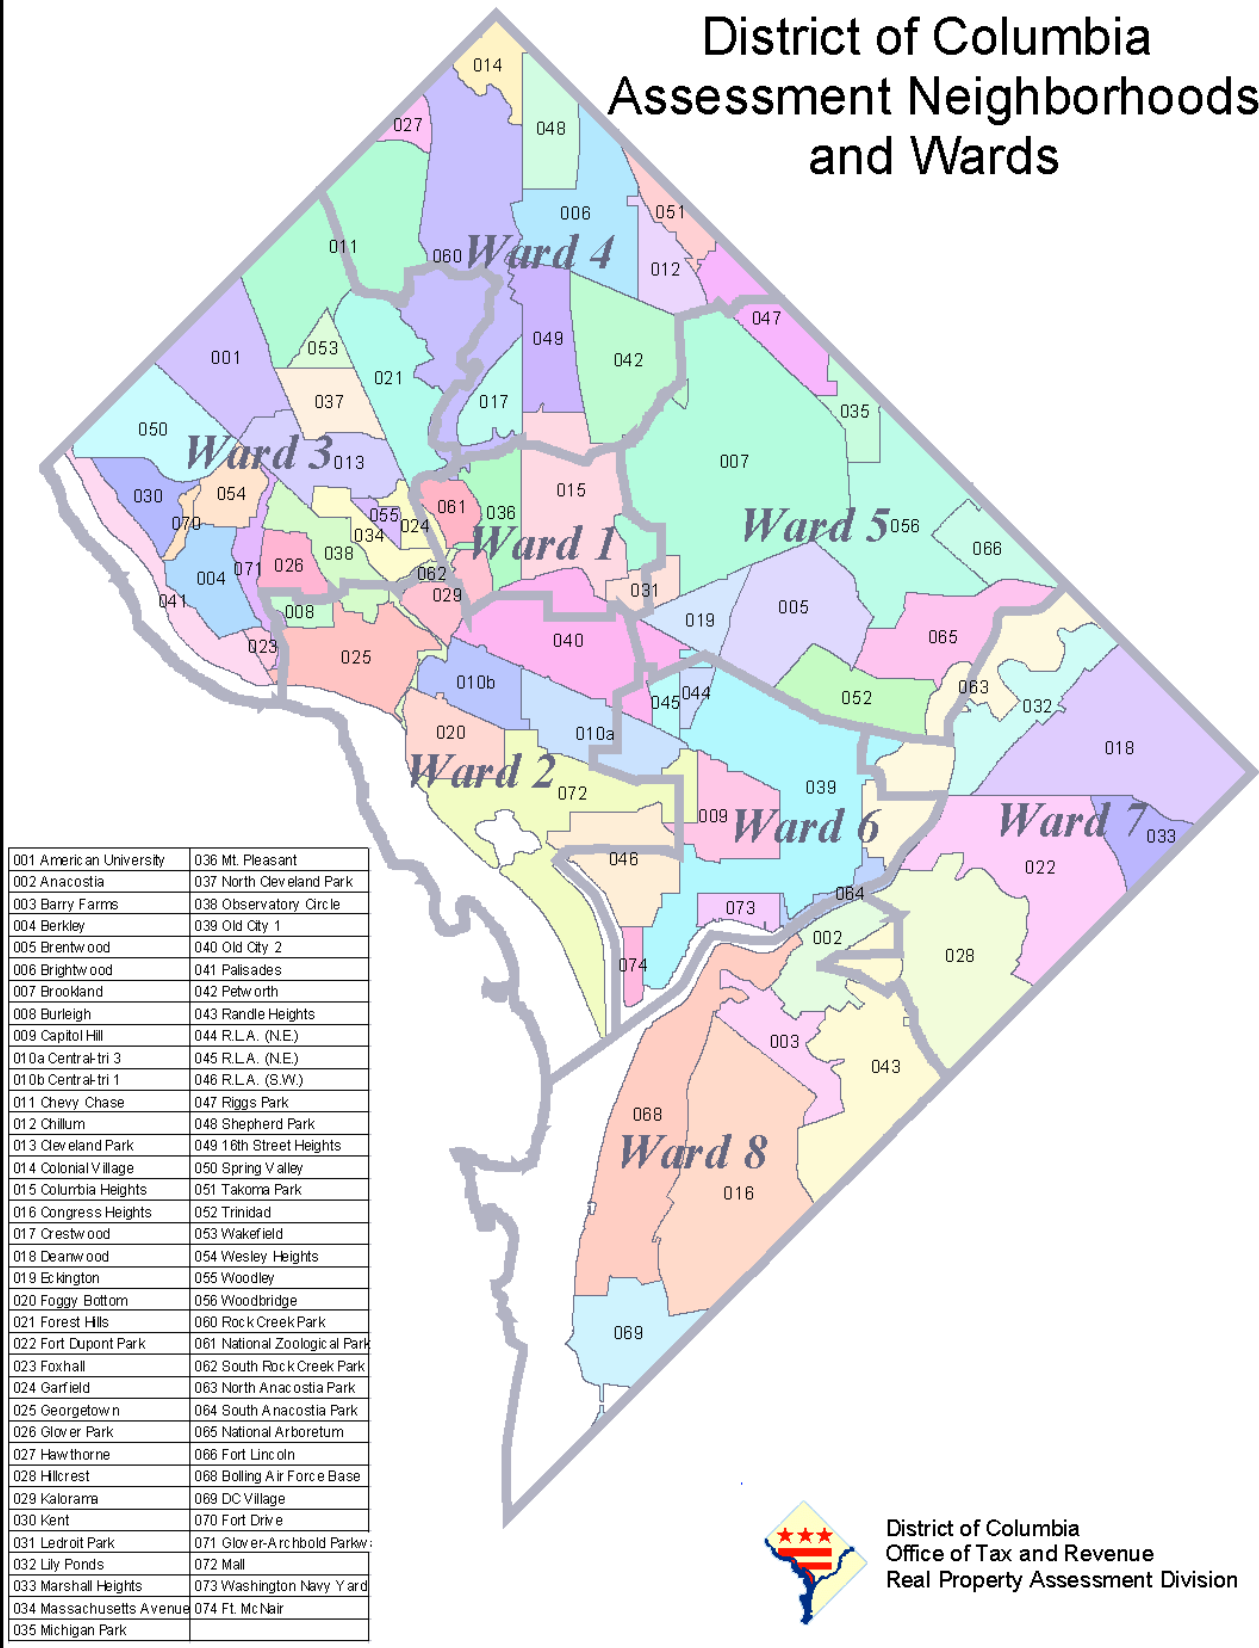 District of Columbia
Assessment Neighborhoods
and Wards
014
027
048
051
006
011
060
Ward 4
012
047
053
001
049
042
021
037
017
035
050
Ward 3
013
007
030
054
070
055
034
024
061
036
015
Ward 1
Ward 5
056
066
004
071
026
038
062
041
029
031
008
019
005
023
025
040
065
010b
045
044
052
063
032
020
010a
018
Ward 2
072
039
009
Ward 6
Ward 7
033
046
022
064
073
002
028
074
003
043
068
Ward 8
016
069
001 American University
036 Mt. Pleasant
002 Anacostia
037 North Cleveland Park
003 Barry Farms
038 Observatory Circle
004 Berkley
039 Old City 1
005 Brentwood
040 Old City 2
006 Brightwood
041 Palisades
007 Brookland
042 Petworth
008 Burleigh
043 Randle Heights
009 Capitol Hill
044 R.L.A. (N.E.)
010a Central-tri 3
045 R.L.A. (N.E.)
010b Central-tri 1
046 R.L.A. (S.W.)
011 Chevy Chase
047 Riggs Park
012 Chillum
048 Shepherd Park
013 Cleveland Park
049 16th Street Heights
014 Colonial Village
050 Spring Valley
015 Columbia Heights
051 Takoma Park
016 Congress Heights
052 Trinidad
017 Crestwood
053 Wakefield
018 Deanwood
054 Wesley Heights
019 Eckington
055 Woodley
020 Foggy Bottom
056 Woodbridge
021 Forest Hills
060 Rock Creek Park
022 Fort Dupont Park
061 National Zoological Park
023 Foxhall
062 South Rock Creek Park
024 Garfield
063 North Anacostia Park
025 Georgetown
064 South Anacostia Park
026 Glover Park
065 National Arboretum
027 Hawthorne
066 Fort Lincoln
028 Hillcrest
068 Bolling Air Force Base
029 Kalorama
069 DC Village
030 Kent
070 Fort Drive
031 Ledroit Park
071 Glover-Archbold Parkw
032 Lily Ponds
072 Mall
033 Marshall Heights
073 Washington Navy Yard
034 Massachusetts Avenue
074 Ft. McNair
035 Michigan Park
District of Columbia
Office of Tax and Revenue
Real Property Assessment Division